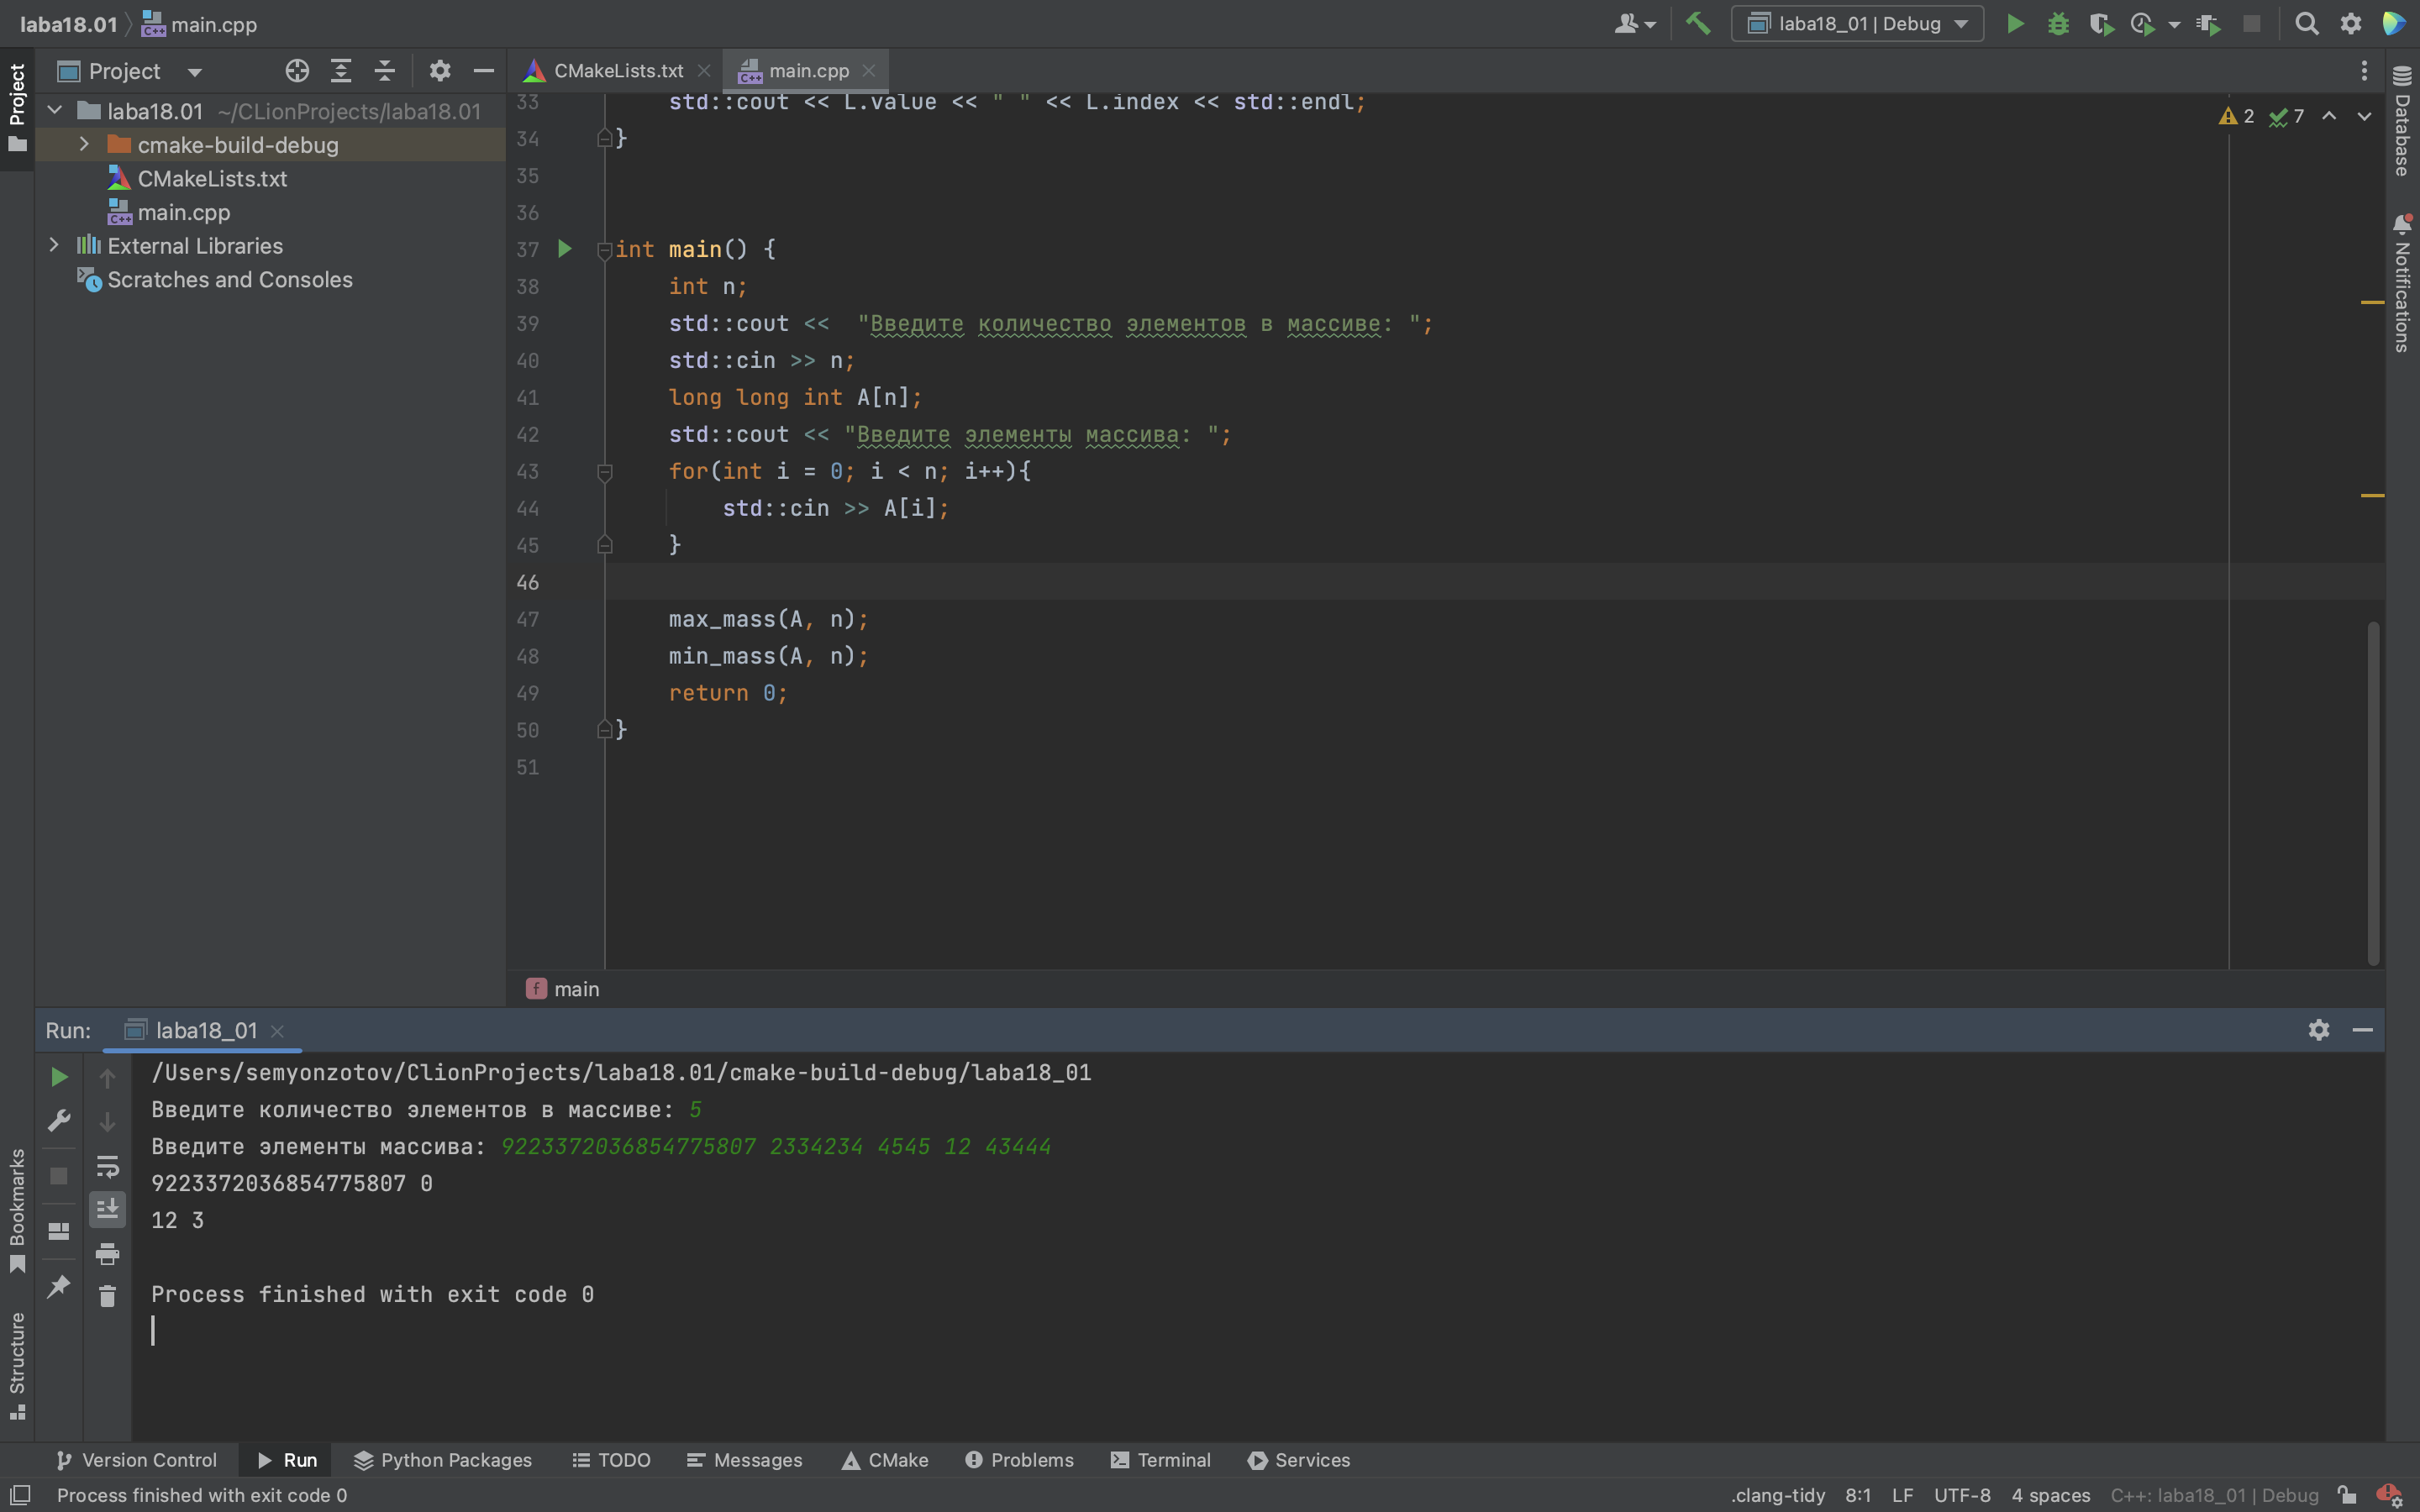 laba18.01 main.cpp
laba18_01 | Debug
Project
CMakeLists.txt main.cpp
laba18.01 ~/CLionProjects/laba18.01
cmake-build-debug
CMakeLists.txt
main.cpp
External Libraries
Scratches and Consoles
33 std::cout << L.value << " " << L.index << std::endl;
34 }
35
36
37 int main() {
38 int n;
39 std::cout <<  "Введите количество элементов в массиве: ";
40 std::cin >> n;
41 long long int A[n];
42 std::cout << "Введите элементы массива: ";
43 for(int i = 0; i < n; i++){
44 std::cin >> A[i];
45 }
46
47 max_mass(A, n);
48 min_mass(A, n);
49 return 0;
50 }
51
2 7
main
Project
Bookmarks
Structure
Database
Notifications
Run: laba18_01
/Users/semyonzotov/ClionProjects/laba18.01/cmake-build-debug/laba18_01
Введите количество элементов в массиве: 5
Введите элементы массива: 9223372036854775807 2334234 4545 12 43444
9223372036854775807 0
12 3
Process finished with exit code 0
Version Control Run Python Packages TODO Messages CMake Problems Terminal Services
Process finished with exit code 0
.clang-tidy 8:1 LF UTF-8 4 spaces C++: laba18_01 | Debug